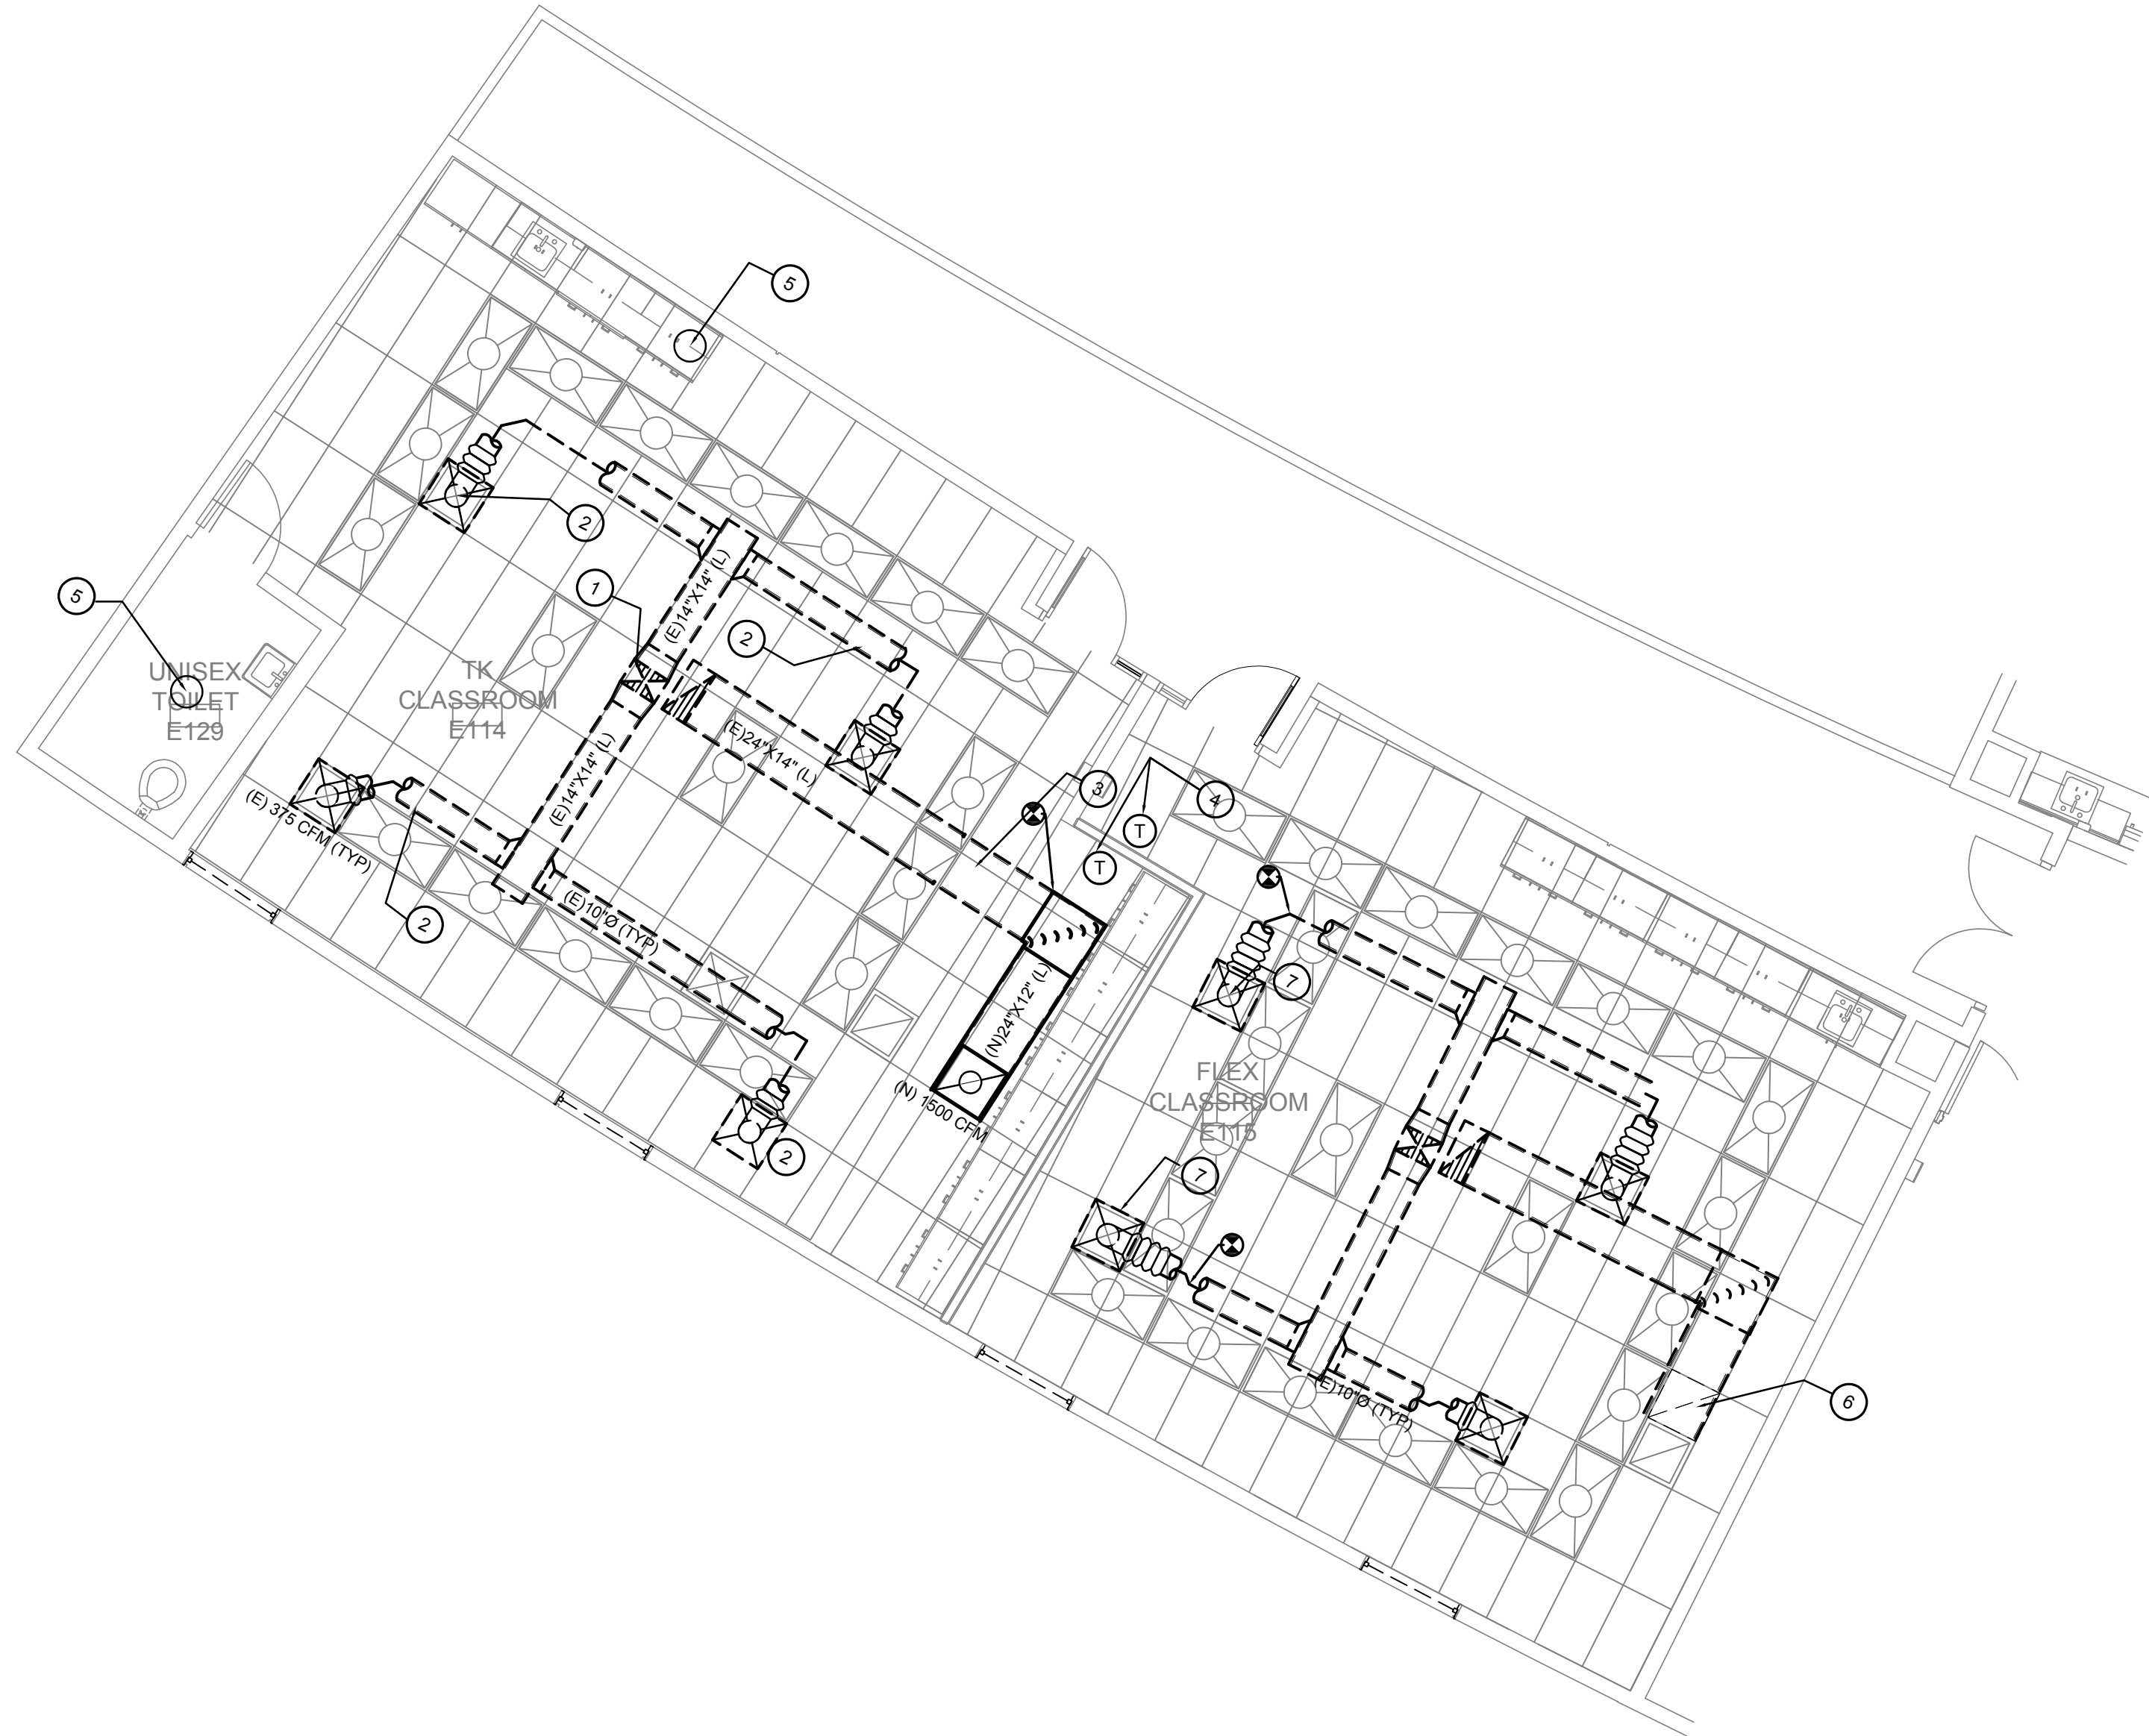 5
2
1
5
2
(E)14"X14" (L)
UNISEX
TOILET
E129
TK
CLASSROOM
E114
(E)14"X14" (L)
(E)24"X14" (L)
(E) 375 CFM (TYP)
2
(E)10"Ø (TYP)
3
4
T
T
(N)24"X12" (L)
(N) 1500 CFM
2
7
FLEX
CLASSROOM
E115
7
(E)10"Ø (TYP)
6